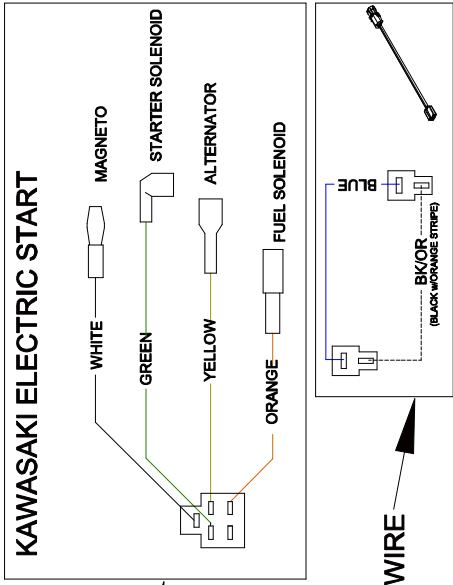 KAWASAKI ELECTRIC START
MAGNETO
STARTER SOLENOID
ALTERNATOR
FUEL SOLENOID
WHITE
GREEN
YELLOW
ORANGE
BLUE
BK/OR
(BLACK W/ORANGE STRIPE)
WIRE